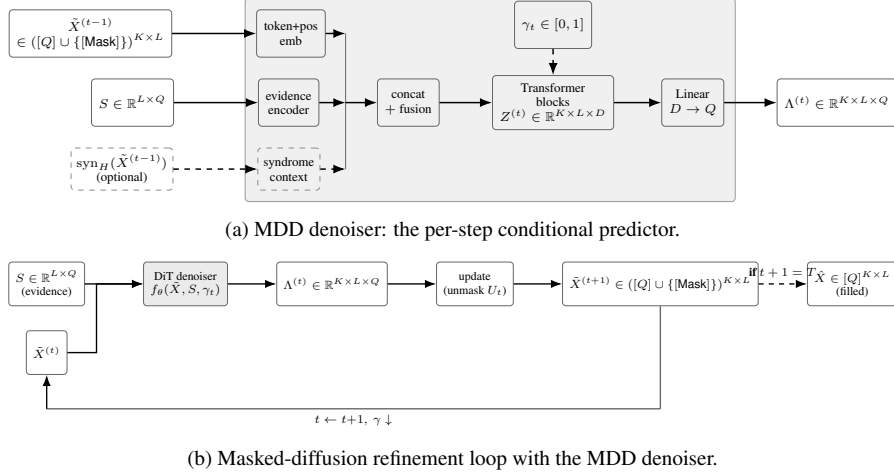 X̃^(t−1)
∈ ([Q] ∪ {[Mask]})^{K×L}
token+pos
emb
γ_t ∈ [0, 1]
S ∈ ℝ^{L×Q}
evidence
encoder
concat
+ fusion
Transformer
blocks
Z^(t) ∈ ℝ^{K×L×D}
Linear
D → Q
Λ^(t) ∈ ℝ^{K×L×Q}
syn_H(X̃^(t−1))
(optional)
syndrome
context
(a) MDD denoiser: the per-step conditional predictor.
S ∈ ℝ^{L×Q}
(evidence)
DiT denoiser
f_θ(X̃, S, γ_t)
Λ^(t) ∈ ℝ^{K×L×Q}
update
(unmask U_t)
X̃^(t+1) ∈ ([Q] ∪ {[Mask]})^{K×L}
if t + 1 = T
X̂ ∈ [Q]^{K×L}
(filled)
X̃^(t)
t ← t+1, γ ↓
(b) Masked-diffusion refinement loop with the MDD denoiser.